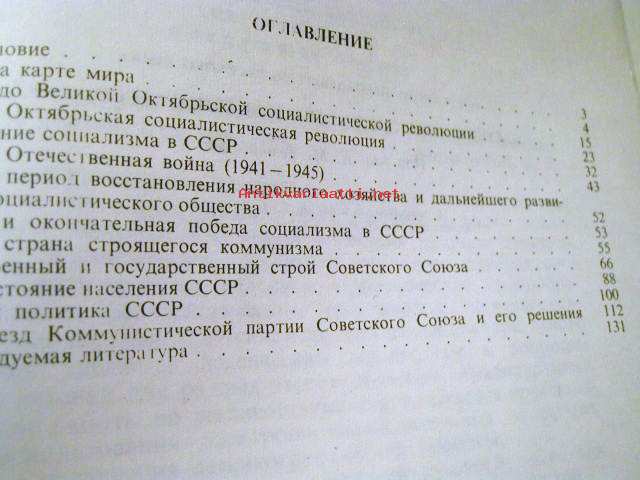 ОГЛАВЛЕНИЕ
ловие . . . 3
а карте мира . . . 4
до Великой Октябрьской социалистической революции . . . 15
Октябрьская социалистическая революция . . . 23
ние социализма в СССР . . . 32
Отечественная война (1941—1945) . . . 43
период восстановления народного хозяйства и дальнейшего разви-
оциалистического общества . . . 52
и окончательная победа социализма в СССР . . . 53
страна строящегося коммунизма . . . 55
енный и государственный строй Советского Союза . . . 66
стояние населения СССР . . . 88
политика СССР . . . 100
езд Коммунистической партии Советского Союза и его решения 112
дуемая литература . . . 131